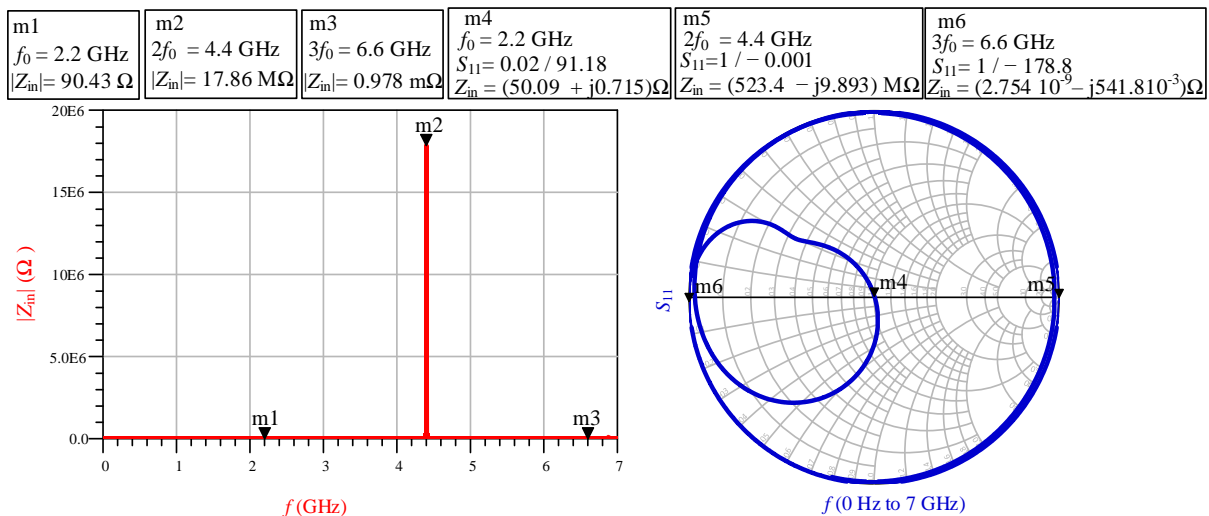 m1
f₀ = 2.2 GHz
|Zᵢₙ|= 90.43 Ω
m2
2f₀ = 4.4 GHz
|Zᵢₙ|= 17.86 MΩ
m3
3f₀ = 6.6 GHz
|Zᵢₙ|= 0.978 mΩ
m4
f₀ = 2.2 GHz
S₁₁= 0.02 / 91.18
Zᵢₙ = (50.09 + j0.715)Ω
m5
2f₀ = 4.4 GHz
S₁₁=1 / − 0.001
Zᵢₙ = (523.4 − j9.893) MΩ
m6
3f₀ = 6.6 GHz
S₁₁= 1 / − 178.8
Zᵢₙ = (2.754 10⁻⁹− j541.810⁻³)Ω
20E6
15E6
10E6
5.0E6
0.0
|Zᵢₙ| (Ω)
m2
m1
m3
0 1 2 3 4 5 6 7
f (GHz)
S₁₁
m6
m4
m5
f (0 Hz to 7 GHz)